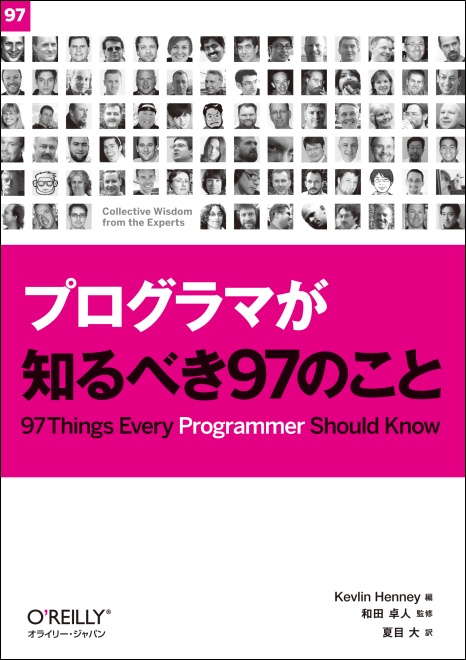 97
Collective Wisdom
from the Experts
プログラマが
知るべき97のこと
97 Things Every Programmer Should Know
Kevlin Henney 編
和田 卓人 監修
夏目 大 訳
O'REILLY®
オライリー・ジャパン